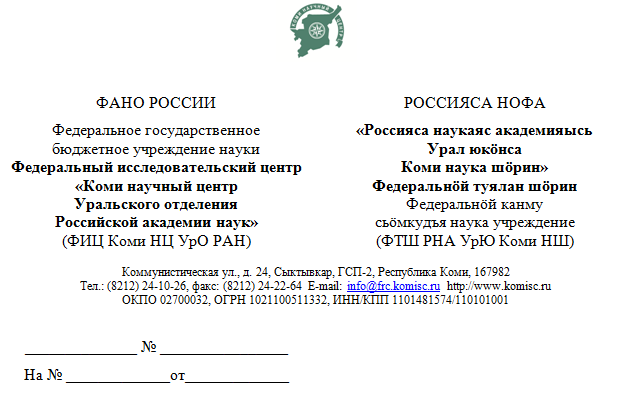 ФАНО РОССИИ
Федеральное государственное
бюджетное учреждение науки
Федеральный исследовательский центр
«Коми научный центр
Уральского отделения
Российской академии наук»
(ФИЦ Коми НЦ УрО РАН)
РОССИЯСА НОФА
«Россияса наукаяс академияысь
Урал юкӧнса
Коми наука шӧрин»
Федеральнӧй туялан шӧрин
Федеральнӧй канму
сьӧмкудъя наука учреждение
(ФТШ РНА УрЮ Коми НШ)
Коммунистическая ул., д. 24, Сыктывкар, ГСП-2, Республика Коми, 167982
Тел.: (8212) 24-10-26, факс: (8212) 24-22-64 E-mail: info@frc.komisc.ru http://www.komisc.ru
ОКПО 02700032, ОГРН 1021100511332, ИНН/КПП 1101481574/110101001
______________ № ________________
На № _____________от_____________